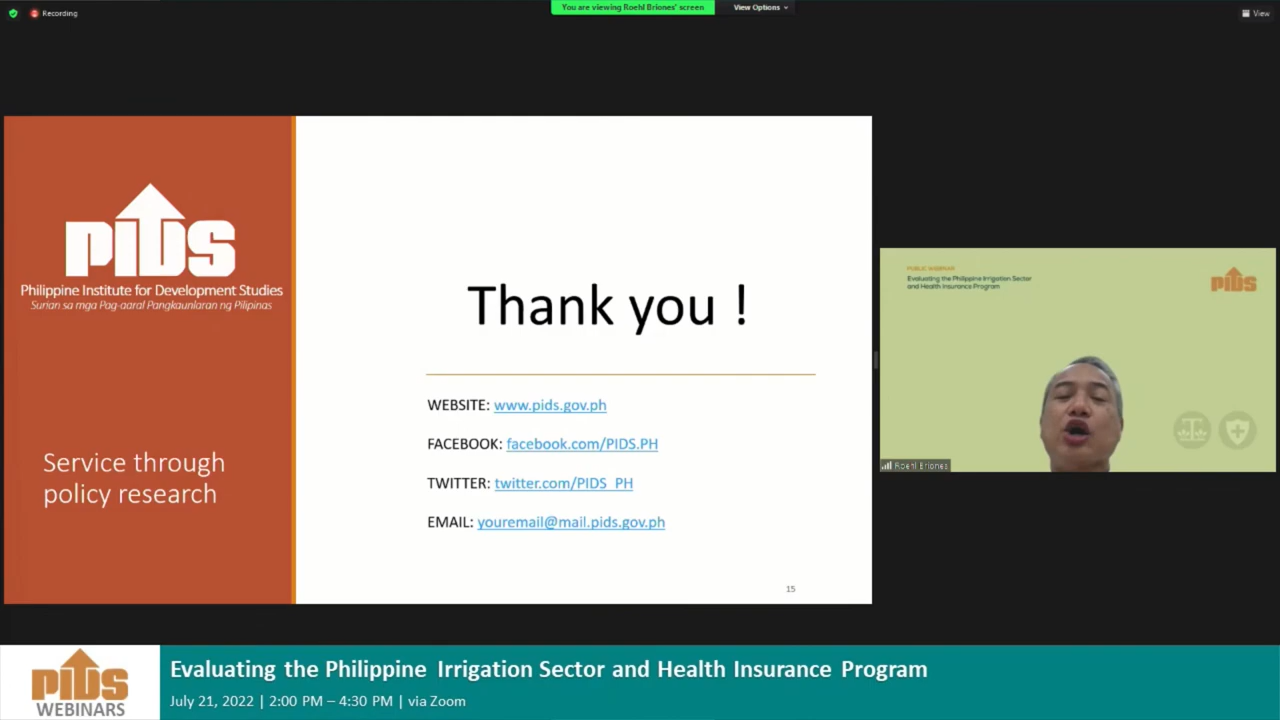 Recording
You are viewing Roehl Briones' screen
View Options
View
PIDS
Philippine Institute for Development Studies
Surian sa mga Pag-aaral Pangkaunlaran ng Pilipinas
Service through
policy research
Thank you !
WEBSITE: www.pids.gov.ph
FACEBOOK: facebook.com/PIDS.PH
TWITTER: twitter.com/PIDS_PH
EMAIL: youremail@mail.pids.gov.ph
15
PUBLIC WEBINAR
Evaluating the Philippine Irrigation Sector
and Health Insurance Program
PIDS
Roehl Briones
PIDS
WEBINARS
Evaluating the Philippine Irrigation Sector and Health Insurance Program
July 21, 2022 | 2:00 PM – 4:30 PM | via Zoom